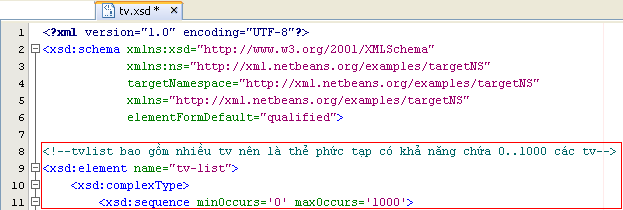 tv.xsd *
1 <?xml version="1.0" encoding="UTF-8"?>
2 <xsd:schema xmlns:xsd="http://www.w3.org/2001/XMLSchema"
3 xmlns:ns="http://xml.netbeans.org/examples/targetNS"
4 targetNamespace="http://xml.netbeans.org/examples/targetNS"
5 xmlns="http://xml.netbeans.org/examples/targetNS"
6 elementFormDefault="qualified">
7
8 <!--tvlist bao gồm nhiều tv nên là thẻ phức tạp có khả năng chứa 0..1000 các tv-->
9 <xsd:element name="tv-list">
10 <xsd:complexType>
11 <xsd:sequence minOccurs='0' maxOccurs='1000'>